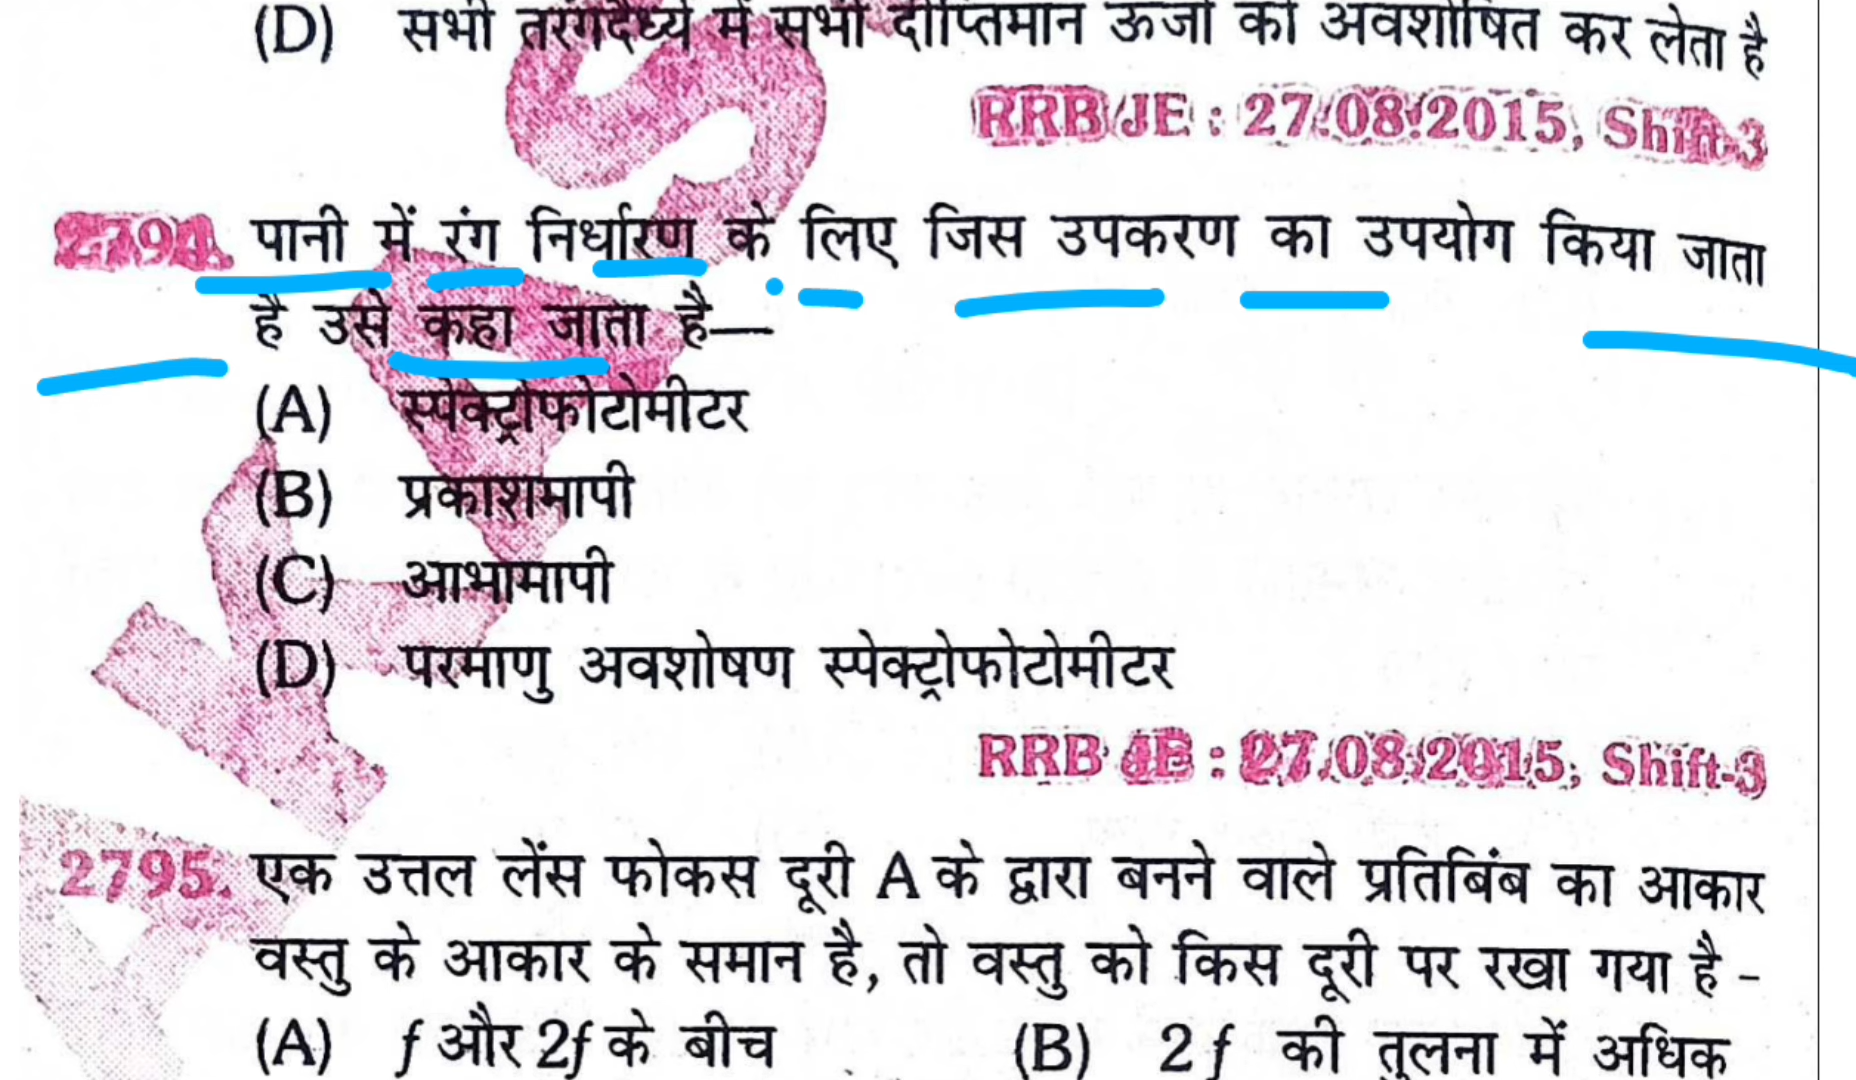 (D) सभी तरंगदैर्ध्य में सभी दीप्तिमान ऊर्जा को अवशोषित कर लेता है
RRB JE : 27.08.2015, Shift-3
2794. पानी में रंग निर्धारण के लिए जिस उपकरण का उपयोग किया जाता
है उसे कहा जाता है—
(A) स्पेक्ट्रोफोटोमीटर
(B) प्रकाशमापी
(C) आभामापी
(D) परमाणु अवशोषण स्पेक्ट्रोफोटोमीटर
RRB JE : 27.08.2015, Shift-3
2795. एक उत्तल लेंस फोकस दूरी A के द्वारा बनने वाले प्रतिबिंब का आकार
वस्तु के आकार के समान है, तो वस्तु को किस दूरी पर रखा गया है -
(A) f और 2f के बीच (B) 2f की तुलना में अधिक